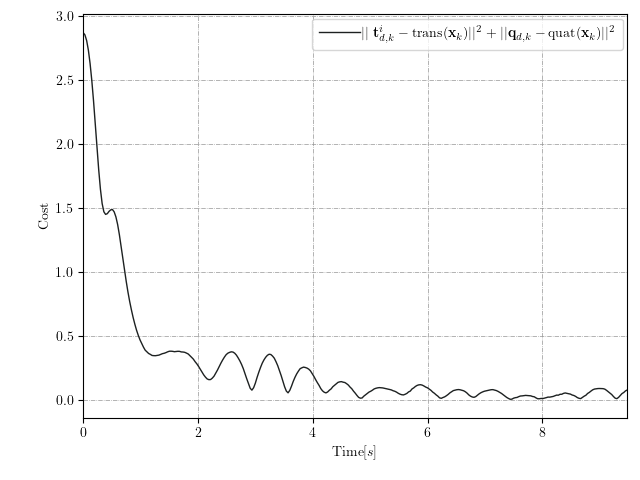 || t^i_{d,k} − trans(x_k)||² + ||q_{d,k} − quat(x_k)||²
3.0
2.5
2.0
1.5
1.0
0.5
0.0
Cost
0 2 4 6 8
Time[s]